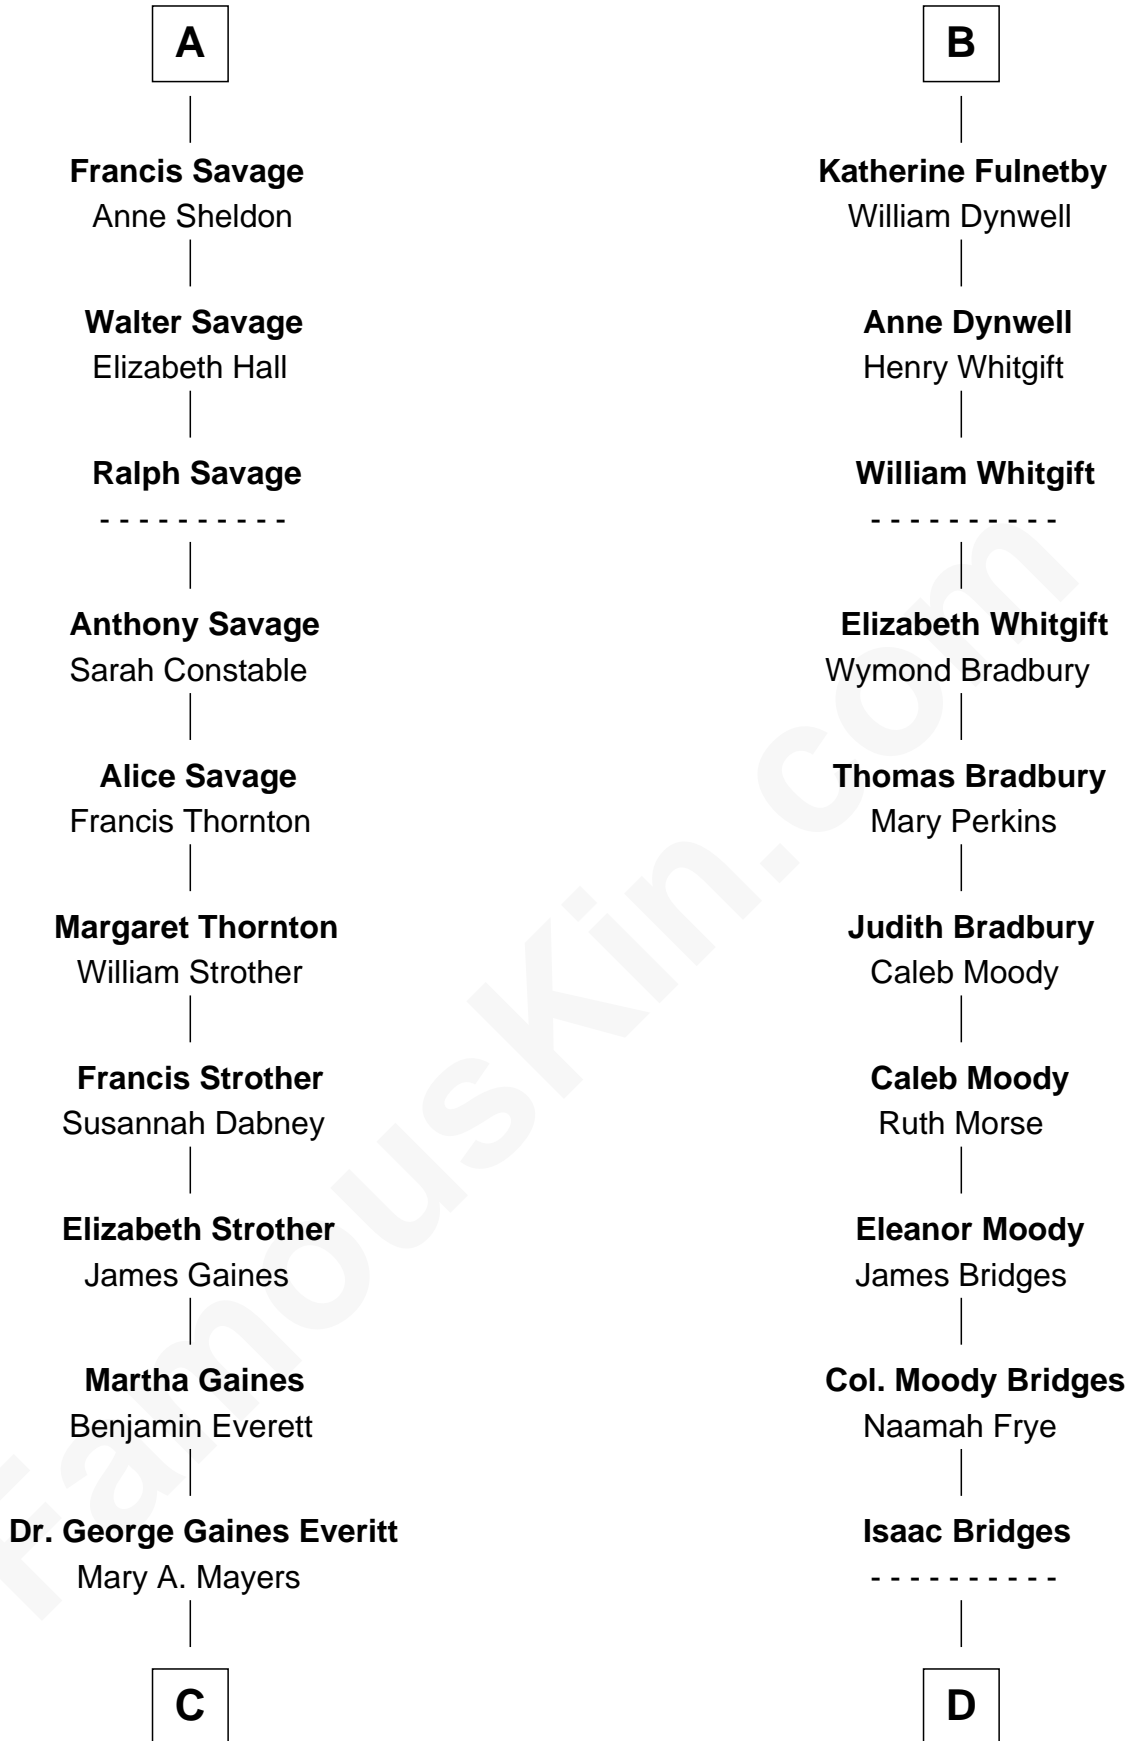 A
Francis Savage
Anne Sheldon
Walter Savage
Elizabeth Hall
Ralph Savage
- - - - - - - - - -
Anthony Savage
Sarah Constable
Alice Savage
Francis Thornton
Margaret Thornton
William Strother
Francis Strother
Susannah Dabney
Elizabeth Strother
James Gaines
Martha Gaines
Benjamin Everett
Dr. George Gaines Everitt
Mary A. Mayers
C
B
Katherine Fulnetby
William Dynwell
Anne Dynwell
Henry Whitgift
William Whitgift
- - - - - - - - - -
Elizabeth Whitgift
Wymond Bradbury
Thomas Bradbury
Mary Perkins
Judith Bradbury
Caleb Moody
Caleb Moody
Ruth Morse
Eleanor Moody
James Bridges
Col. Moody Bridges
Naamah Frye
Isaac Bridges
- - - - - - - - - -
D
FamousKin.com